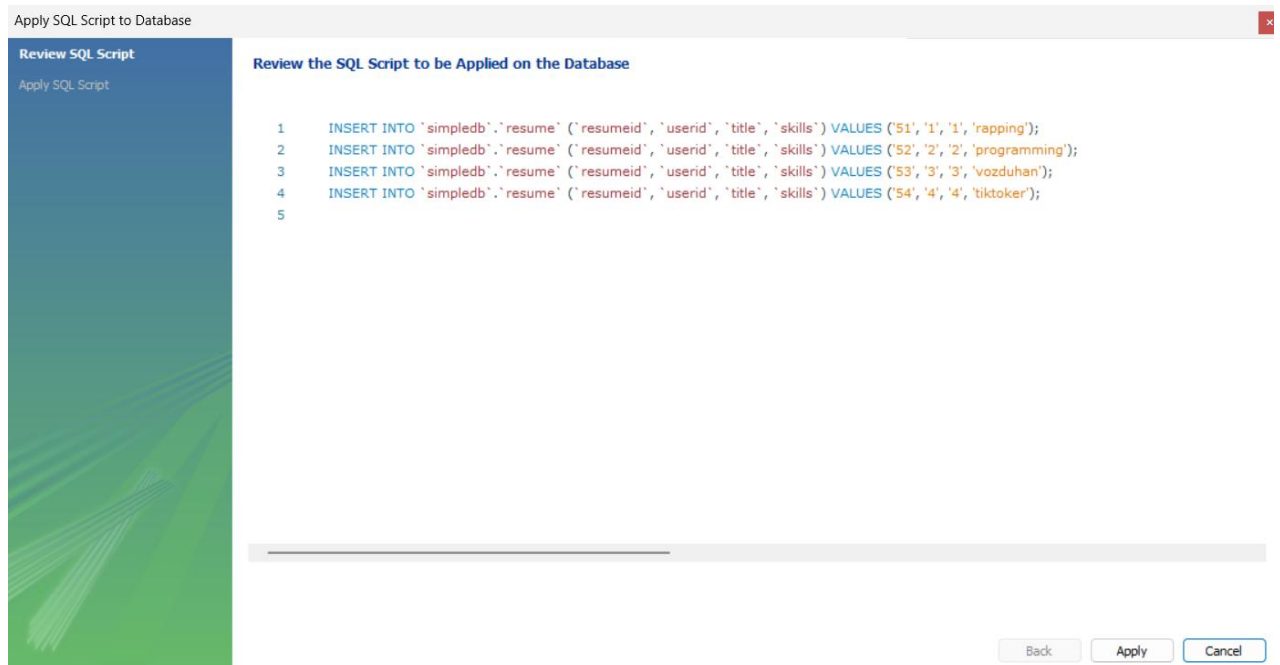 Apply SQL Script to Database
×
Review SQL Script
Apply SQL Script
Review the SQL Script to be Applied on the Database
1 INSERT INTO `simpledb`.`resume` (`resumeid`, `userid`, `title`, `skills`) VALUES ('51', '1', '1', 'rapping');
2 INSERT INTO `simpledb`.`resume` (`resumeid`, `userid`, `title`, `skills`) VALUES ('52', '2', '2', 'programming');
3 INSERT INTO `simpledb`.`resume` (`resumeid`, `userid`, `title`, `skills`) VALUES ('53', '3', '3', 'vozduhan');
4 INSERT INTO `simpledb`.`resume` (`resumeid`, `userid`, `title`, `skills`) VALUES ('54', '4', '4', 'tiktoker');
5
Back Apply Cancel